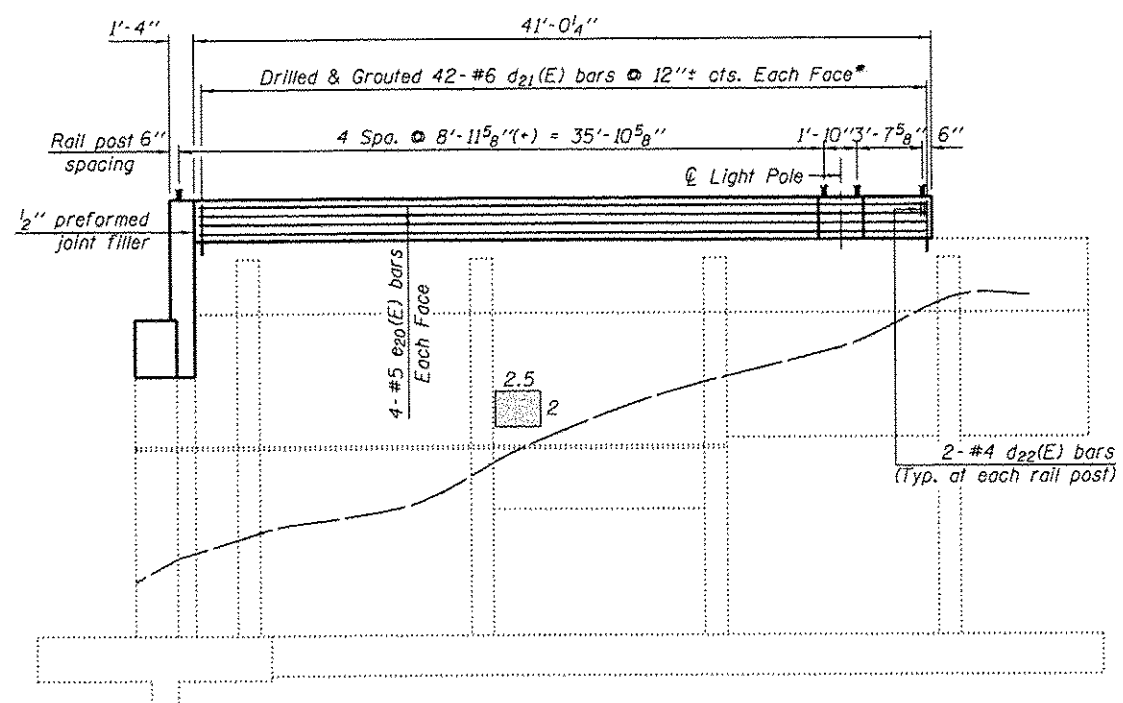 1'-4"
41'-0¼"
Drilled & Grouted 42-#6 d21(E) bars @ 12"± cts. Each Face*
Rail post
spacing
6"
4 Spa. @ 8'-11⅝"(+) = 35'-10⅝"
1'-10"
3'-7⅝"
6"
℄ Light Pole
½" preformed
joint filler
4-#5 e20(E) bars
Each Face
2.5
2
2-#4 d22(E) bars
(Typ. at each rail post)